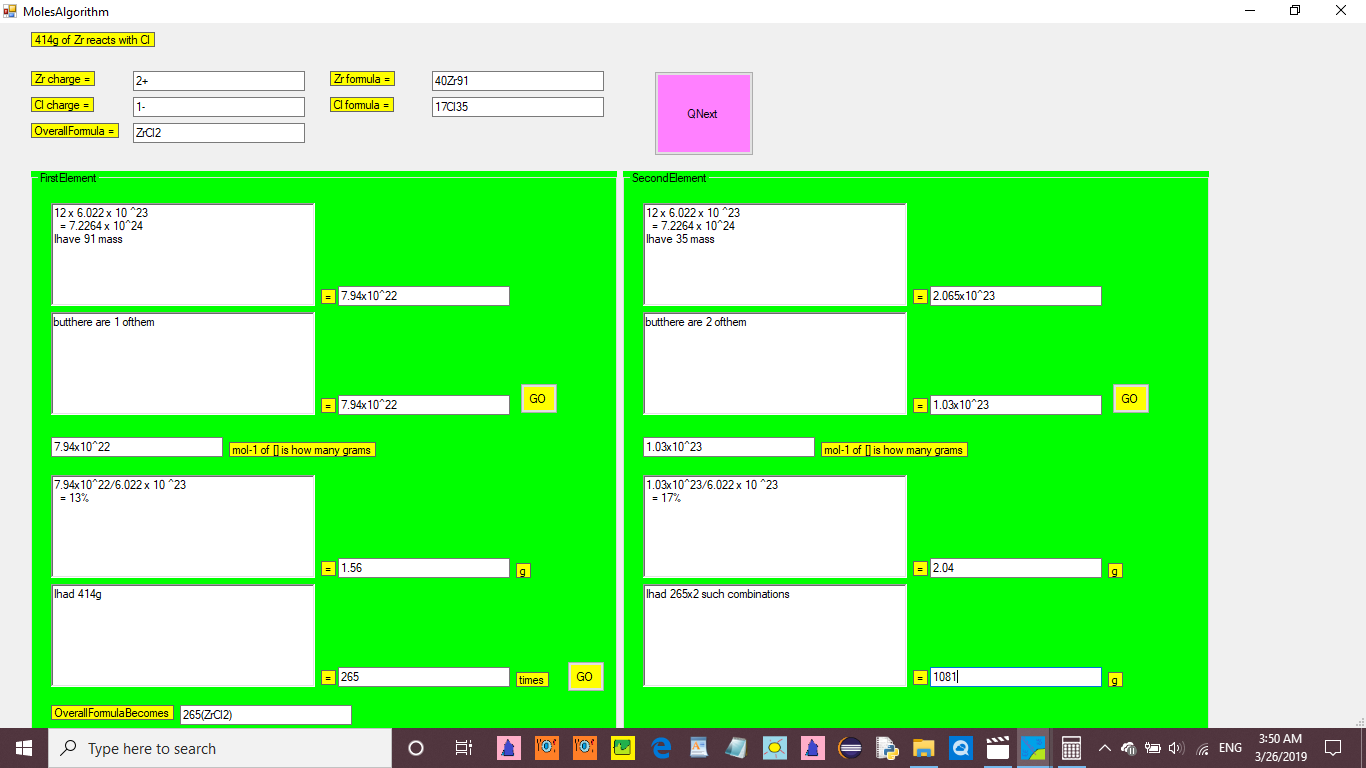 MolesAlgorithm
414g of Zr reacts with Cl
Zr charge =
2+
Zr formula =
40Zr91
Cl charge =
1-
Cl formula =
17Cl35
OverallFormula =
ZrCl2
QNext
FirstElement
12 x 6.022 x 10 ^23
= 7.2264 x 10^24
Ihave 91 mass
=
7.94x10^22
butthere are 1 ofthem
=
7.94x10^22
GO
7.94x10^22
mol-1 of [] is how many grams
7.94x10^22/6.022 x 10 ^23
= 13%
=
1.56
g
Ihad 414g
=
265
times
GO
OverallFormulaBecomes
265(ZrCl2)
SecondElement
12 x 6.022 x 10 ^23
= 7.2264 x 10^24
Ihave 35 mass
=
2.065x10^23
butthere are 2 ofthem
=
1.03x10^23
GO
1.03x10^23
mol-1 of [] is how many grams
1.03x10^23/6.022 x 10 ^23
= 17%
=
2.04
g
Ihad 265x2 such combinations
=
1081
g
Type here to search
ENG
3:50 AM
3/26/2019